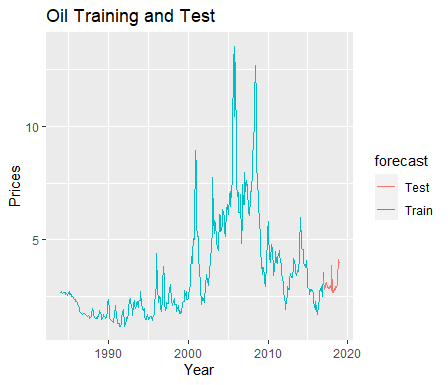 Oil Training and Test
Prices
10
5
1990
2000
2010
2020
Year
forecast
Test
Train